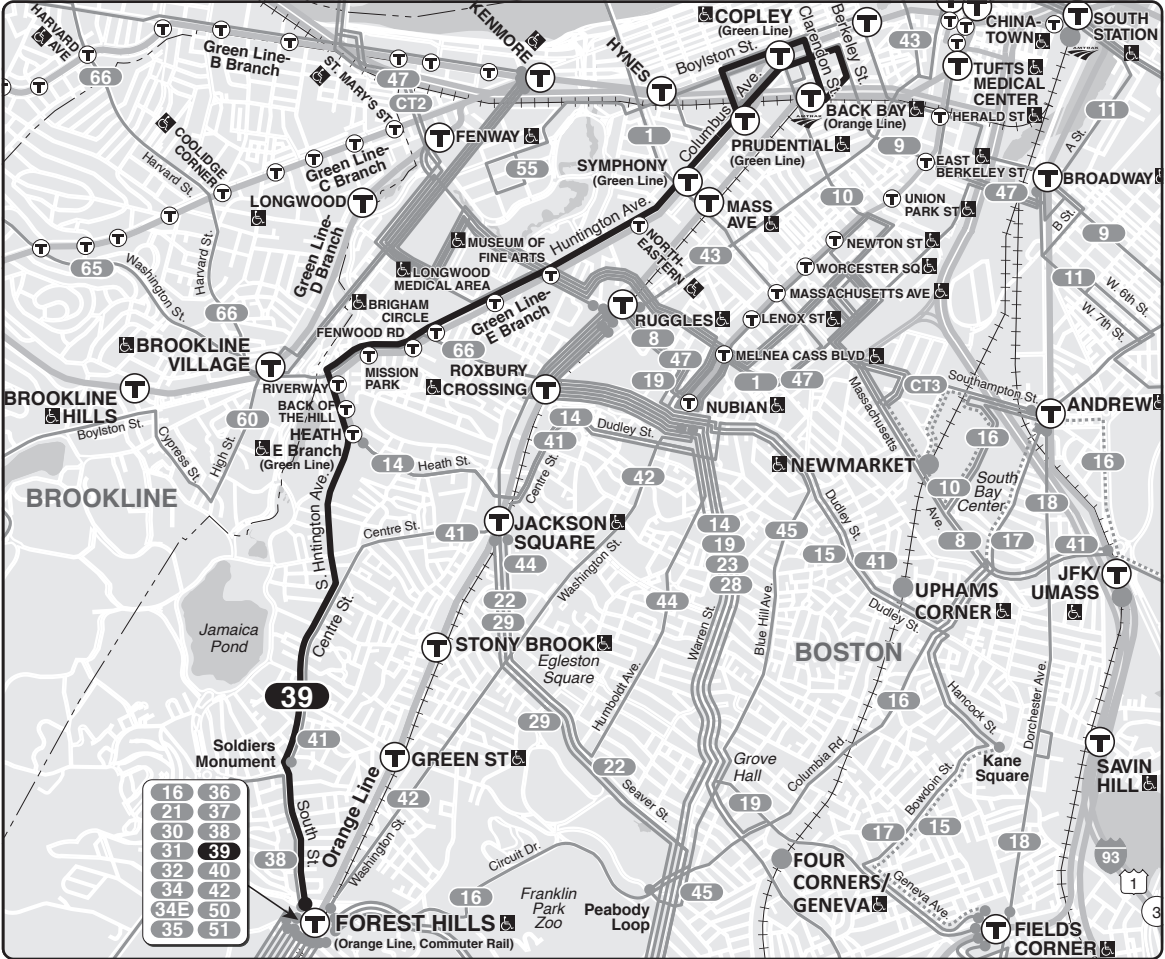 HARVARD
AVE
66
Green Line-
B Branch
ST. MARY'S ST
47
CT2
KENMORE
HYNES
COPLEY
(Green Line)
Boylston St.
Clarendon St.
Berkeley St.
43
CHINA-
TOWN
SOUTH
STATION
AMTRAK
TUFTS
MEDICAL
CENTER
11
A St.
COOLIDGE
CORNER
Harvard St.
Green Line-
C Branch
FENWAY
55
1
Columbus Ave.
BACK BAY
(Orange Line)
AMTRAK
PRUDENTIAL
(Green Line)
HERALD ST
9
EAST
BERKELEY ST
47
BROADWAY
LONGWOOD
SYMPHONY
(Green Line)
MASS
AVE
10
UNION
PARK ST
B St.
9
65
Washington St.
Harvard St.
66
Green Line-
D Branch
MUSEUM OF
FINE ARTS
Huntington Ave.
NORTH-
EASTERN
43
NEWTON ST
WORCESTER SQ
MASSACHUSETTS AVE
LENOX ST
11
W. 6th St.
W. 7th St.
LONGWOOD
MEDICAL AREA
BRIGHAM
CIRCLE
FENWOOD RD
Green Line-
E Branch
RUGGLES
8
47
19
MELNEA CASS BLVD
1
47
CT3
Southampton St.
BROOKLINE
VILLAGE
RIVERWAY
MISSION
PARK
66
ROXBURY
CROSSING
NUBIAN
Massachusetts
Ave.
ANDREW
BROOKLINE
HILLS
Boylston St.
Cypress St.
High St.
60
BACK OF
THE HILL
HEATH
E Branch
(Green Line)
14
Heath St.
14
41
Dudley St.
Centre St.
42
NEWMARKET
16
South
Bay
Center
10
16
18
BROOKLINE
S. Hntington Ave.
Centre St.
41
JACKSON
SQUARE
44
Washington St.
14
19
23
28
45
Dudley St.
15
41
8
17
41
JFK/
UMASS
22
29
44
Warren St.
Blue Hill Ave.
UPHAMS
CORNER
Dudley St.
Jamaica
Pond
Centre St.
STONY BROOK
Egleston
Square
Humboldt Ave.
BOSTON
16
Hancock St.
Dorchester Ave.
39
41
Soldiers
Monument
29
22
Seaver St.
Grove
Hall
Columbia Rd.
Kane
Square
Bowdoin St.
SAVIN
HILL
GREEN ST
Orange Line
42
Washington St.
19
17
15
18
93
1
3
16 36
21 37
30 38
31 39
32 40
34 42
34E 50
35 51
South St.
38
Circuit Dr.
16
Franklin
Park
Zoo
Peabody
Loop
45
FOUR
CORNERS/
GENEVA
Geneva Ave.
FOREST HILLS
(Orange Line, Commuter Rail)
FIELDS
CORNER